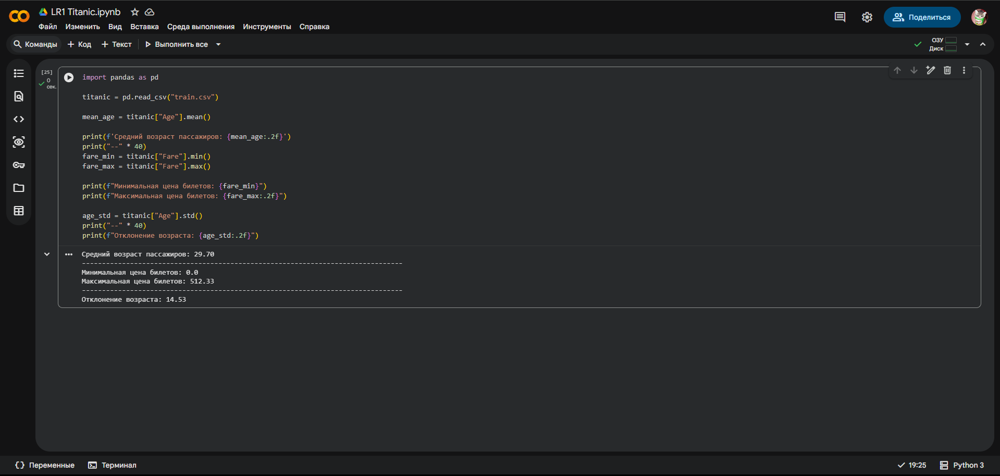 LR1 Titanic.ipynb
Файл Изменить Вид Вставка Среда выполнения Инструменты Справка
Поделиться
Команды + Код + Текст Выполнить все
ОЗУ
Диск
[25]
0
сек.
import pandas as pd
titanic = pd.read_csv("train.csv")
mean_age = titanic["Age"].mean()
print(f'Средний возраст пассажиров: {mean_age:.2f}')
print("--" * 40)
fare_min = titanic["Fare"].min()
fare_max = titanic["Fare"].max()
print(f"Минимальная цена билетов: {fare_min}")
print(f"Максимальная цена билетов: {fare_max:.2f}")
age_std = titanic["Age"].std()
print("--" * 40)
print(f"Отклонение возраста: {age_std:.2f}")
Средний возраст пассажиров: 29.70
--------------------------------------------------------------------------------
Минимальная цена билетов: 0.0
Максимальная цена билетов: 512.33
--------------------------------------------------------------------------------
Отклонение возраста: 14.53
Переменные Терминал
19:25 Python 3